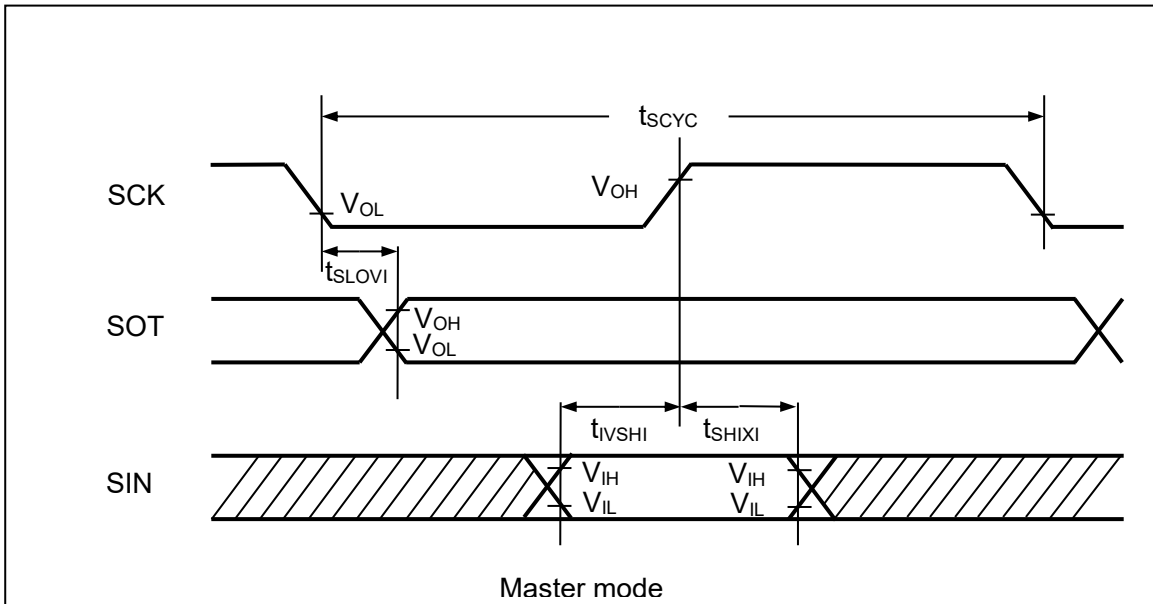 tSCYC
SCK
VOH
VOL
tSLOVI
SOT
VOH
VOL
tIVSHI
tSHIXI
SIN
VIH
VIH
VIL
VIL
Master mode